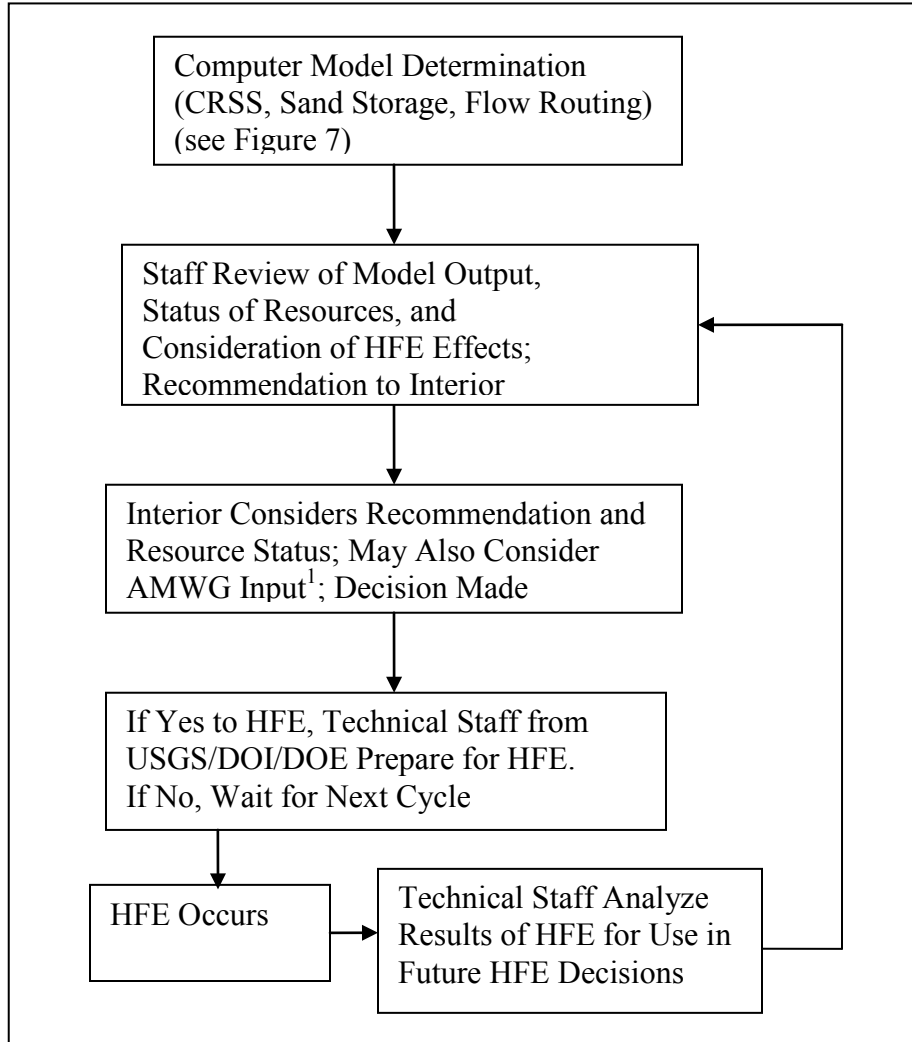 Computer Model Determination
(CRSS, Sand Storage, Flow Routing)
(see Figure 7)
Staff Review of Model Output,
Status of Resources, and
Consideration of HFE Effects;
Recommendation to Interior
Interior Considers Recommendation and
Resource Status; May Also Consider
AMWG Input¹; Decision Made
If Yes to HFE, Technical Staff from
USGS/DOI/DOE Prepare for HFE.
If No, Wait for Next Cycle
HFE Occurs
Technical Staff Analyze
Results of HFE for Use in
Future HFE Decisions